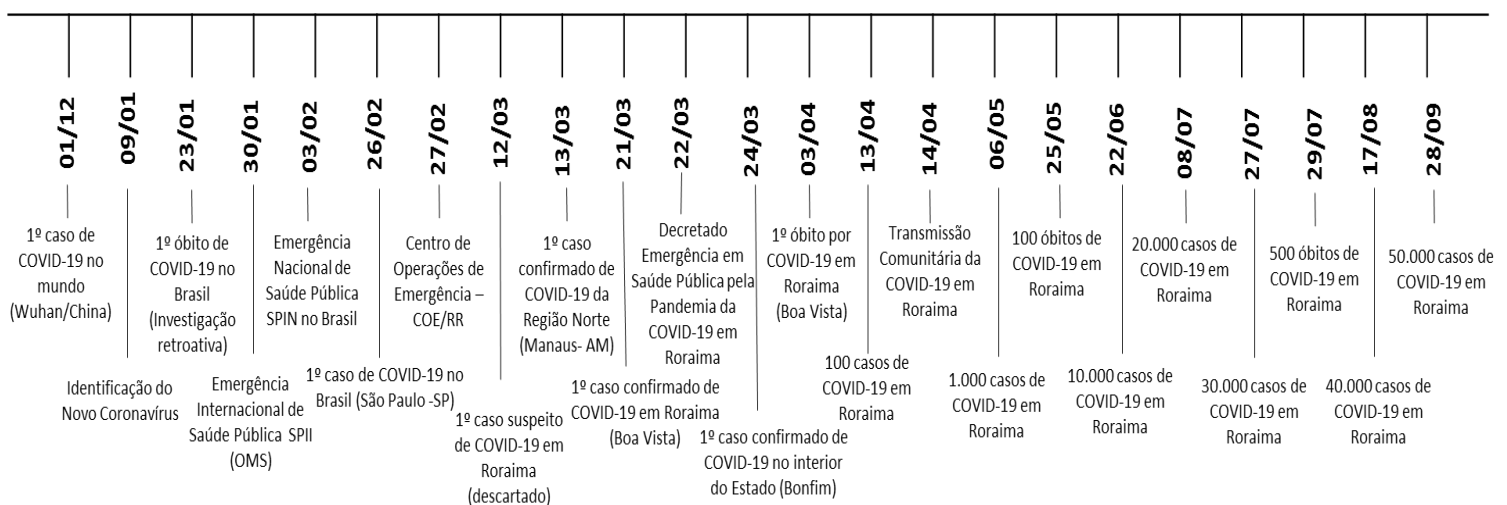 01/12
09/01
23/01
30/01
03/02
26/02
27/02
12/03
13/03
21/03
22/03
24/03
03/04
13/04
14/04
06/05
25/05
22/06
08/07
27/07
29/07
17/08
28/09
1º caso de
COVID-19 no
mundo
(Wuhan/China)
Identificação do
Novo Coronavírus
1º óbito de
COVID-19 no
Brasil
(Investigação
retroativa)
Emergência
Internacional de
Saúde Pública SPII
(OMS)
Emergência
Nacional de
Saúde Pública
SPIN no Brasil
1º caso de COVID-19 no
Brasil (São Paulo -SP)
Centro de
Operações de
Emergência –
COE/RR
1º caso suspeito
de COVID-19 em
Roraima
(descartado)
1º caso
confirmado de
COVID-19 da
Região Norte
(Manaus- AM)
1º caso confirmado de
COVID-19 em Roraima
(Boa Vista)
Decretado
Emergência em
Saúde Pública pela
Pandemia da
COVID-19 em
Roraima
1º caso confirmado de
COVID-19 no interior
do Estado (Bonfim)
1º óbito por
COVID-19 em
Roraima
(Boa Vista)
100 casos de
COVID-19 em
Roraima
Transmissão
Comunitária da
COVID-19 em
Roraima
1.000 casos de
COVID-19 em
Roraima
100 óbitos de
COVID-19 em
Roraima
10.000 casos de
COVID-19 em
Roraima
20.000 casos de
COVID-19 em
Roraima
30.000 casos de
COVID-19 em
Roraima
500 óbitos de
COVID-19 em
Roraima
40.000 casos de
COVID-19 em
Roraima
50.000 casos de
COVID-19 em
Roraima